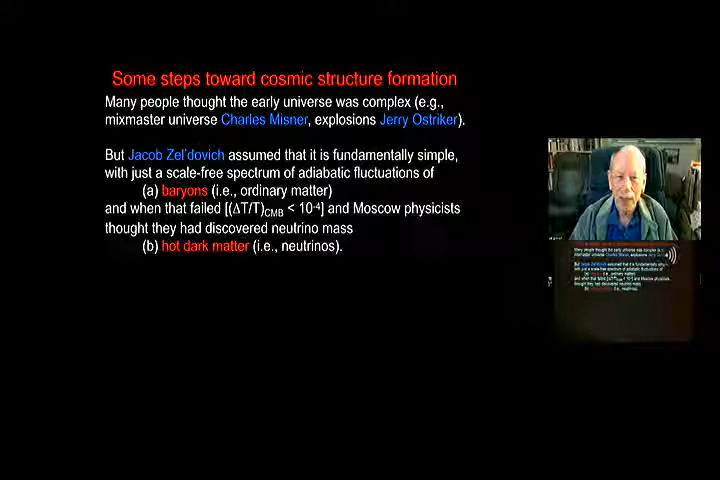 Some steps toward cosmic structure formation
Many people thought the early universe was complex (e.g.,
mixmaster universe Charles Misner, explosions Jerry Ostriker).
But Jacob Zel'dovich assumed that it is fundamentally simple,
with just a scale-free spectrum of adiabatic fluctuations of
(a) baryons (i.e., ordinary matter)
and when that failed [(ΔT/T)CMB < 10-4] and Moscow physicists
thought they had discovered neutrino mass
(b) hot dark matter (i.e., neutrinos).